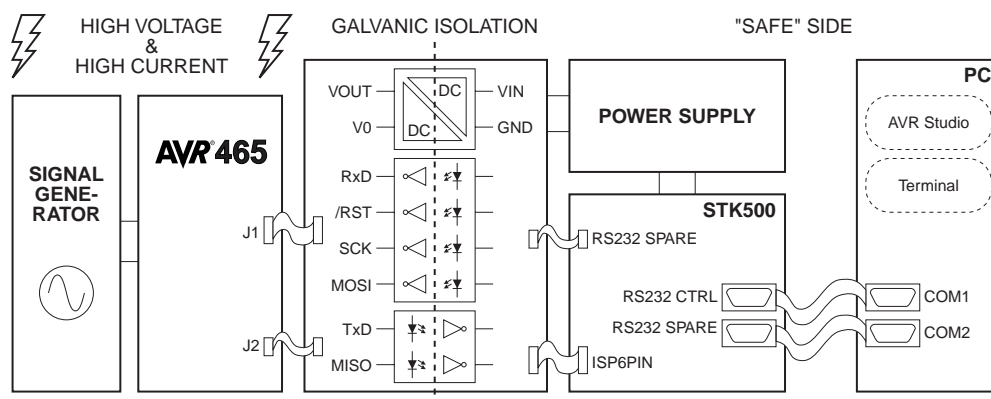 HIGH VOLTAGE
&
HIGH CURRENT
GALVANIC ISOLATION
"SAFE" SIDE
SIGNAL
GENE-
RATOR
AVR® 465
J1
J2
VOUT
V0
DC
DC
VIN
GND
RxD
/RST
SCK
MOSI
TxD
MISO
POWER SUPPLY
STK500
RS232 SPARE
RS232 CTRL
RS232 SPARE
ISP6PIN
PC
AVR Studio
Terminal
COM1
COM2